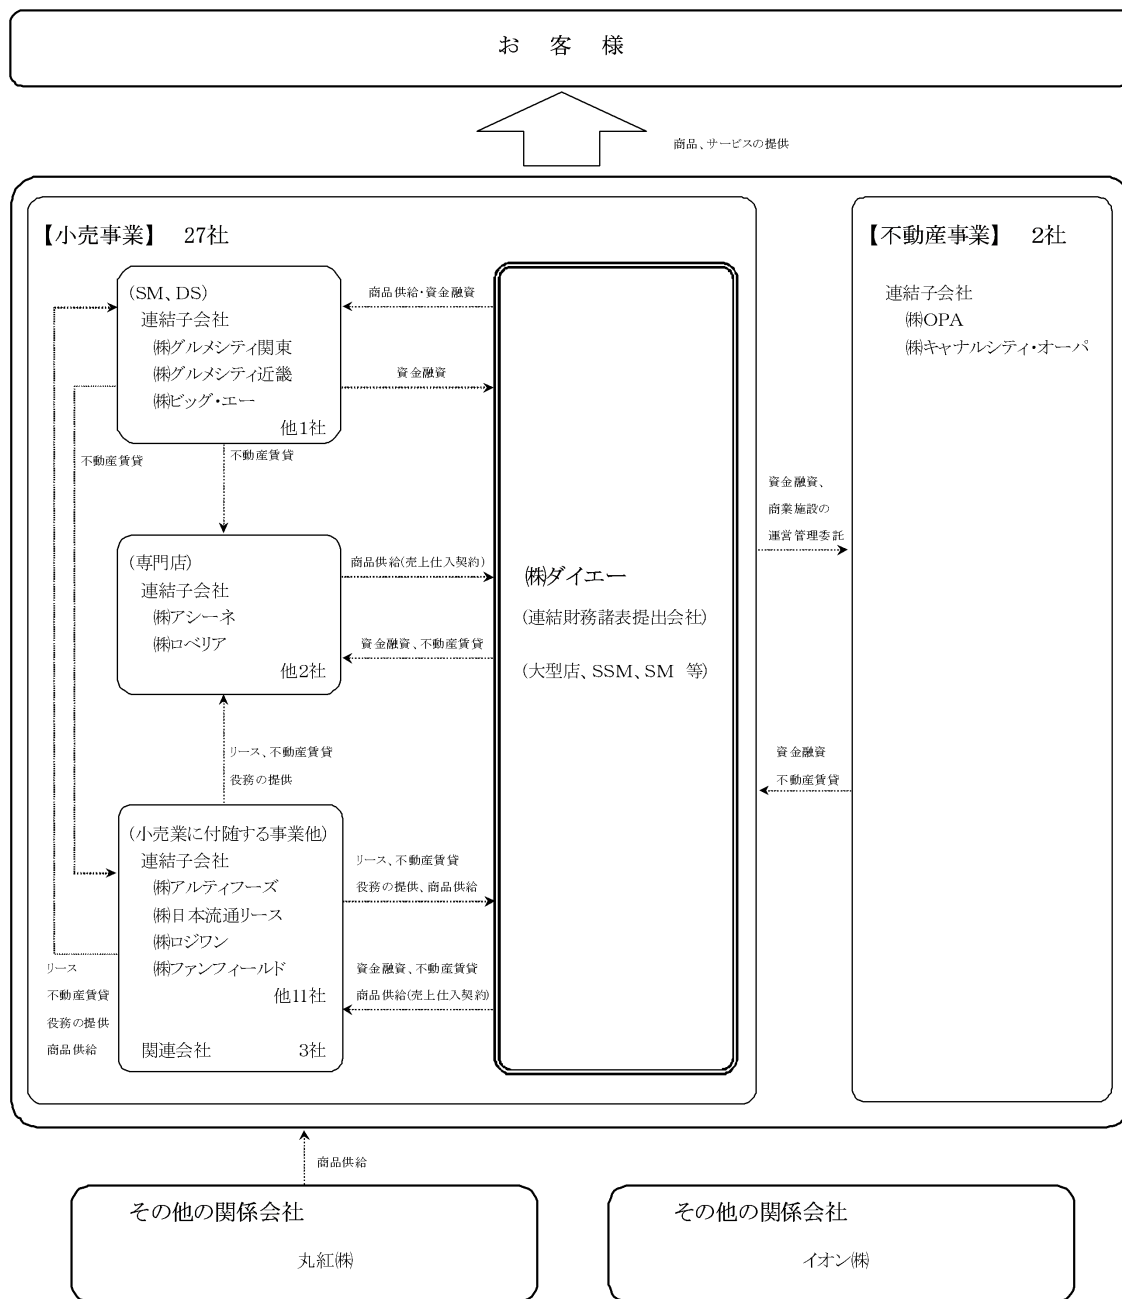 お　客　様
商品、サービスの提供
【小売事業】　27社
(SM、DS)
連結子会社
㈱グルメシティ関東
㈱グルメシティ近畿
㈱ビッグ・エー
他1社
商品供給・資金融資
資金融資
不動産賃貸
不動産賃貸
(専門店)
連結子会社
㈱アシーネ
㈱ロベリア
他2社
商品供給(売上仕入契約)
資金融資、不動産賃貸
リース、不動産賃貸
役務の提供
(小売業に付随する事業他)
連結子会社
㈱アルティフーズ
㈱日本流通リース
㈱ロジワン
㈱ファンフィールド
他11社
関連会社　3社
リース、不動産賃貸
役務の提供、商品供給
資金融資、不動産賃貸
商品供給(売上仕入契約)
リース
不動産賃貸
役務の提供
商品供給
㈱ダイエー
(連結財務諸表提出会社)
(大型店、SSM、SM　等)
資金融資、
商業施設の
運営管理委託
資金融資
不動産賃貸
【不動産事業】　2社
連結子会社
㈱OPA
㈱キャナルシティ・オーパ
商品供給
その他の関係会社
丸紅㈱
その他の関係会社
イオン㈱